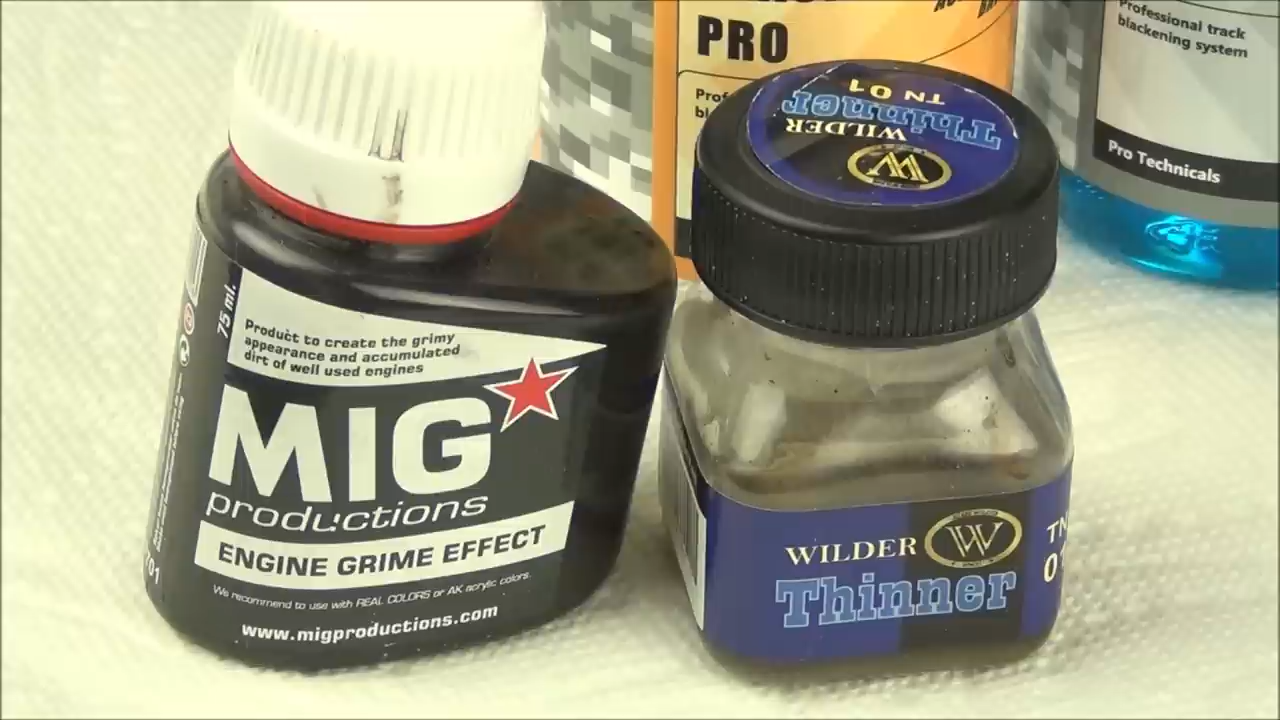 75 ml.
Product to create the grimy
appearance and accumulated
dirt of well used engines
MIG
productions
ENGINE GRIME EFFECT
We recommend to use with REAL COLORS or AK acrylic colors.
www.migproductions.com
PRO
TN 01
Thinner
WILDER
W
WILDER
W
Thinner
TN
01
Professional track
blackening system
Pro Technicals